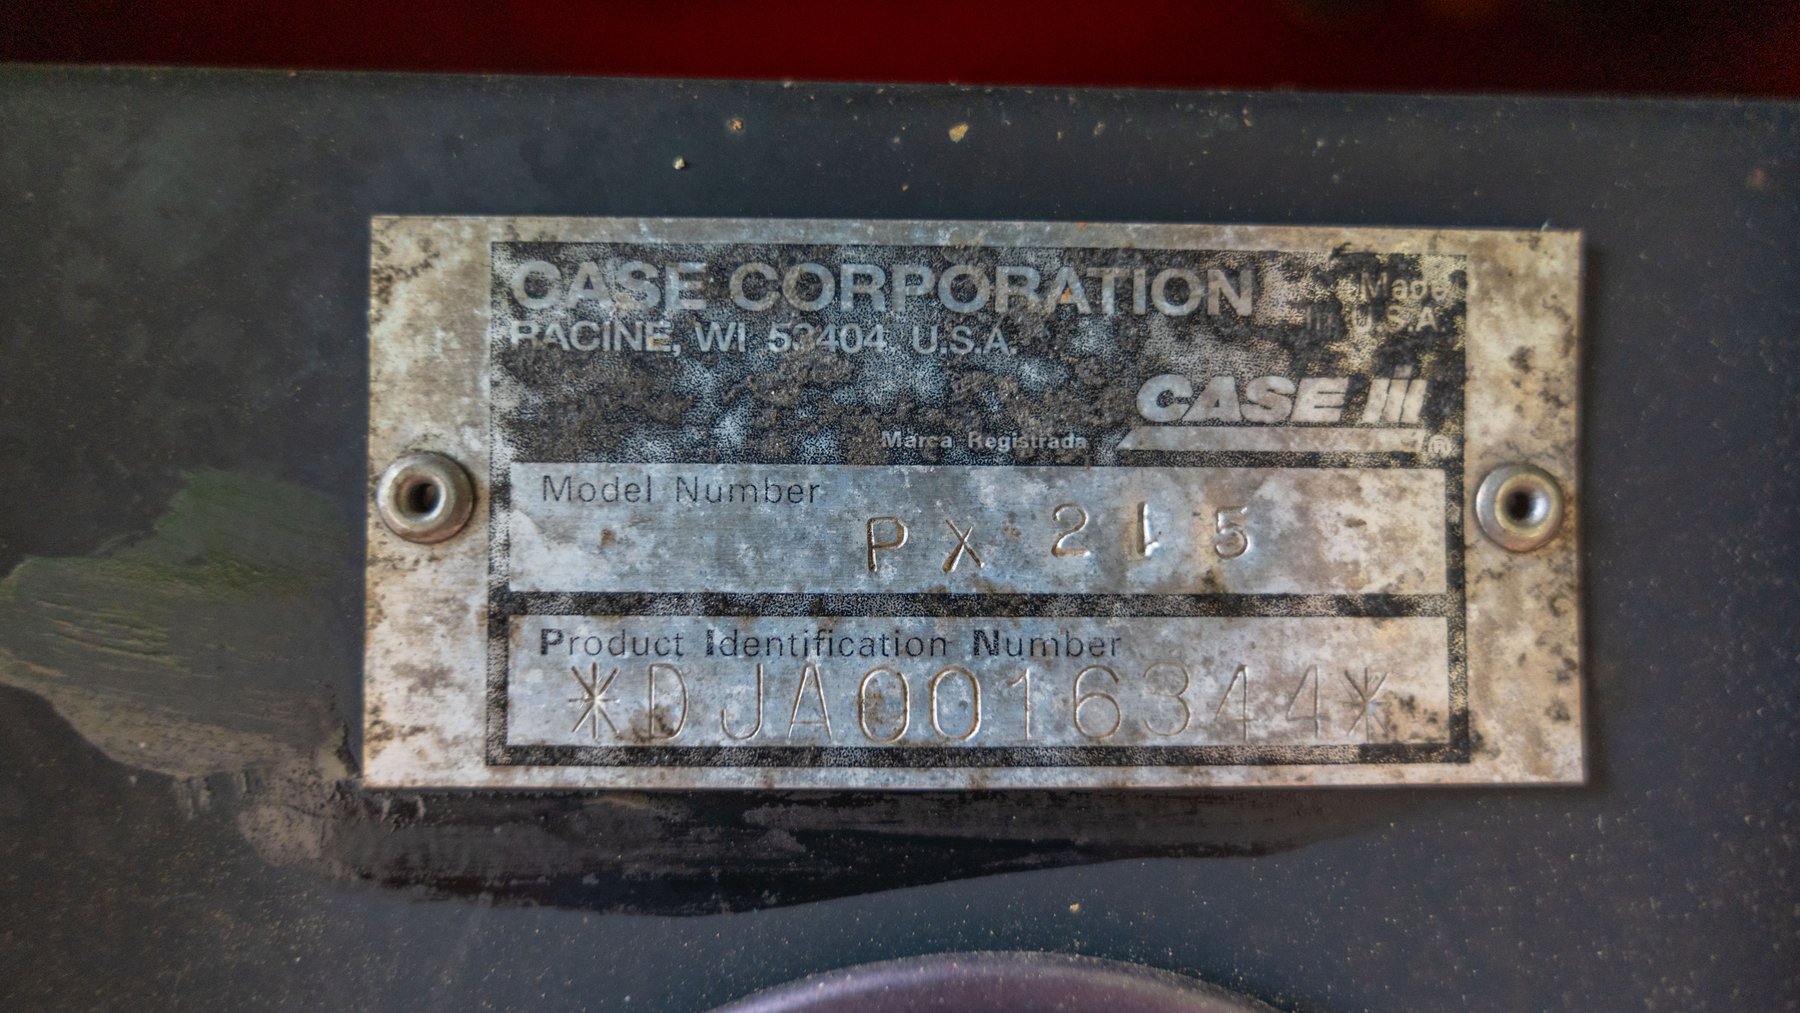 CASE CORPORATION
RACINE, WI 53404 U.S.A.
Made
in U.S.A.
CASE IH
Marca Registrada
®
Model Number
PX 215
Product Identification Number
*DJA0016344*